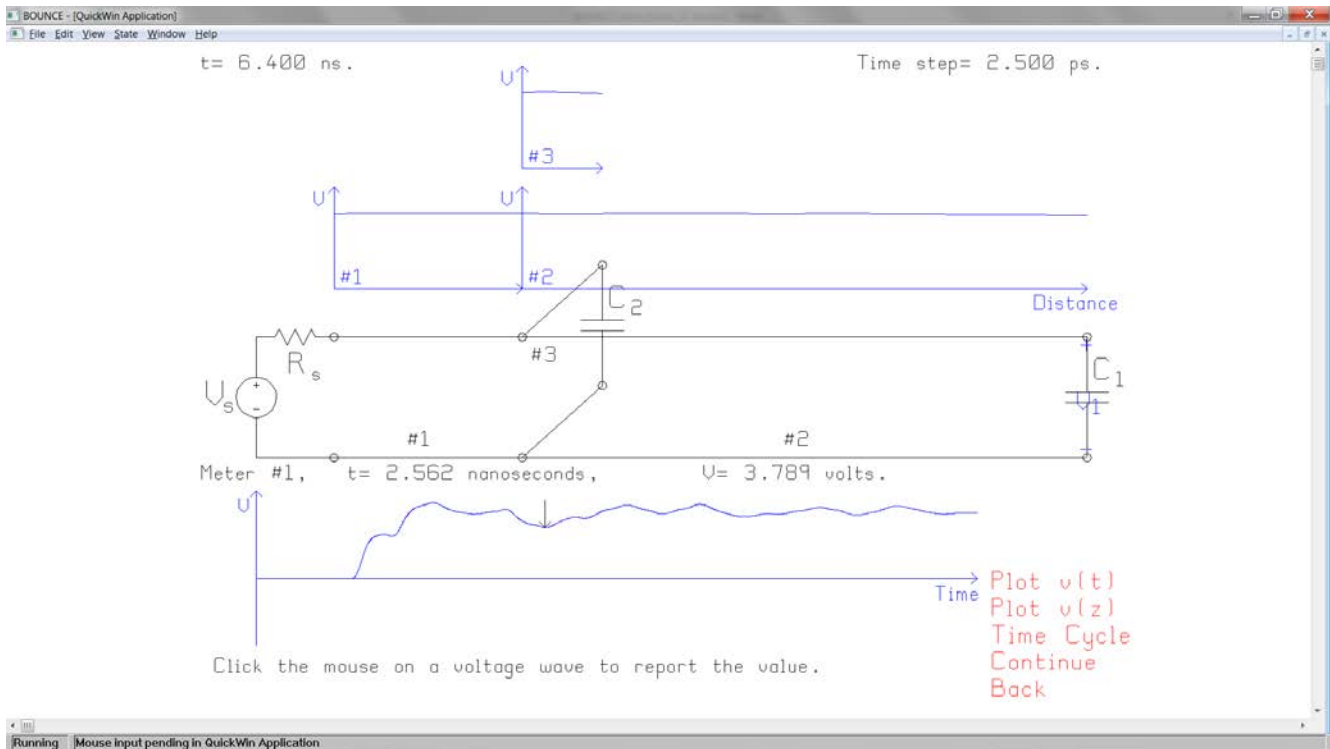 BOUNCE - [QuickWin Application]
File Edit View State Window Help
t= 6.400 ns.
Time step= 2.500 ps.
V
#3
V
V
#1
#2
Distance
C2
Rs
#3
Vs
+
-
C1
+
V1
-
#1
#2
Meter #1, t= 2.562 nanoseconds, V= 3.789 volts.
V
Time
Plot v(t)
Plot v(z)
Time Cycle
Continue
Back
Click the mouse on a voltage wave to report the value.
Running Mouse input pending in QuickWin Application